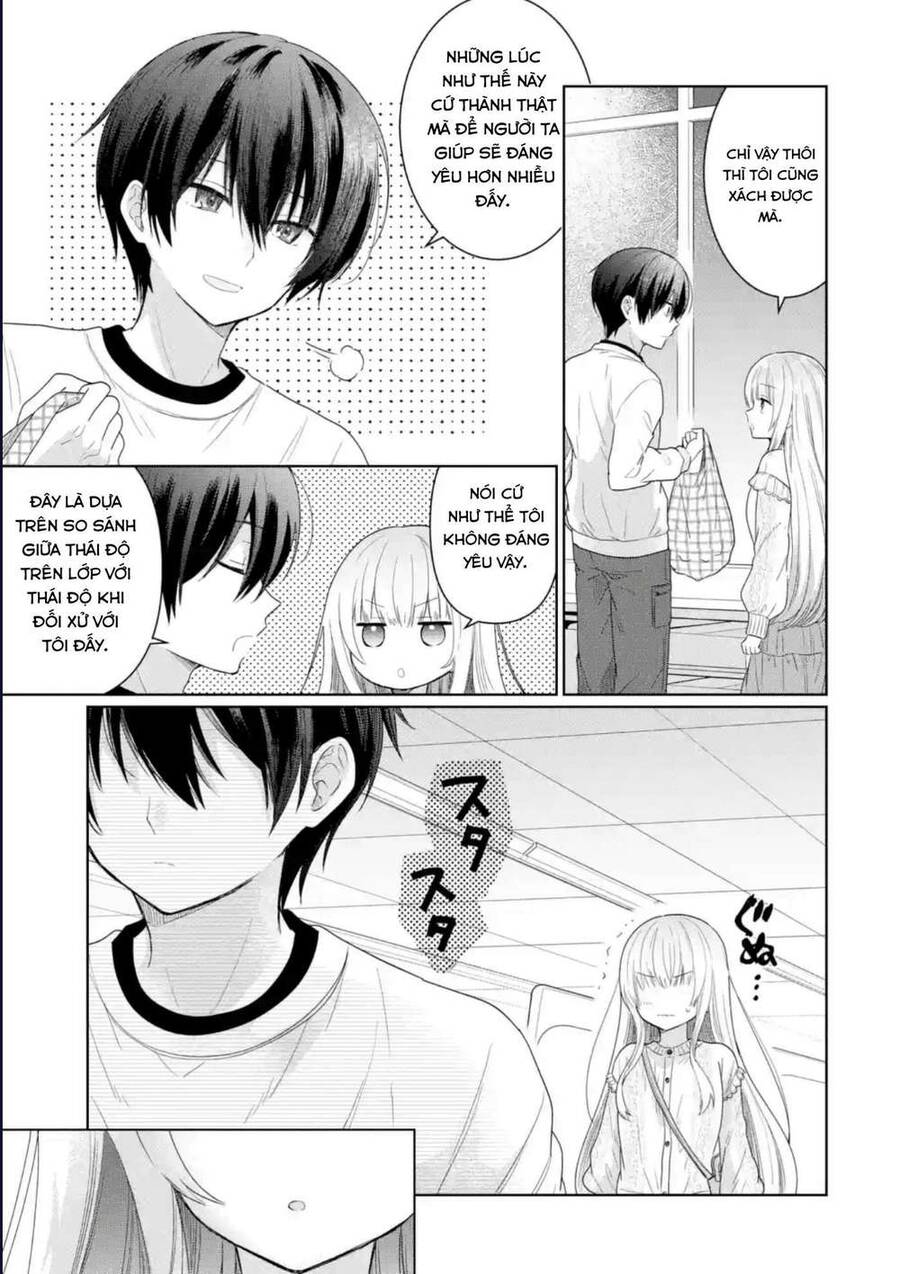 CHỈ VẬY THÔI
THÌ TÔI CŨNG
XÁCH ĐƯỢC
MÀ.
NHỮNG LÚC
NHƯ THẾ NÀY
CỨ THÀNH THẬT
MÀ ĐỂ NGƯỜI TA
GIÚP SẼ ĐÁNG
YÊU HƠN NHIỀU
ĐẤY.
NÓI CỨ
NHƯ THỂ TÔI
KHÔNG ĐÁNG
YÊU VẬY.
ĐÂY LÀ DỰA
TRÊN SO SÁNH
GIỮA THÁI ĐỘ
TRÊN LỚP VỚI
THÁI ĐỘ KHI
ĐỐI XỬ VỚI
TÔI ĐẤY.
スタ
スタ
ぐぬ…